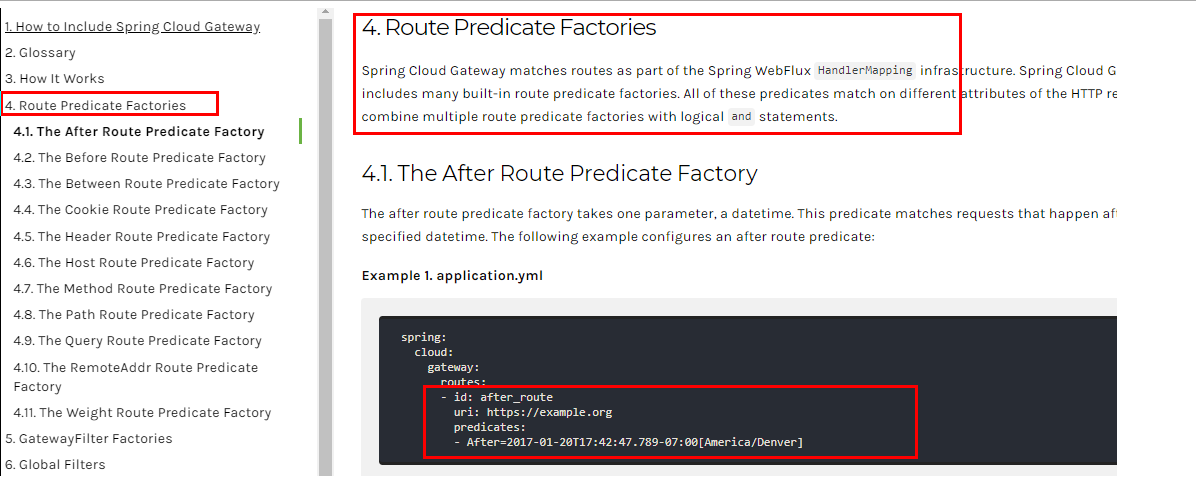 1. How to Include Spring Cloud Gateway
2. Glossary
3. How It Works
4. Route Predicate Factories
4.1. The After Route Predicate Factory
4.2. The Before Route Predicate Factory
4.3. The Between Route Predicate Factory
4.4. The Cookie Route Predicate Factory
4.5. The Header Route Predicate Factory
4.6. The Host Route Predicate Factory
4.7. The Method Route Predicate Factory
4.8. The Path Route Predicate Factory
4.9. The Query Route Predicate Factory
4.10. The RemoteAddr Route Predicate
Factory
4.11. The Weight Route Predicate Factory
5. GatewayFilter Factories
6. Global Filters
4. Route Predicate Factories
Spring Cloud Gateway matches routes as part of the Spring WebFlux HandlerMapping infrastructure. Spring Cloud G
includes many built-in route predicate factories. All of these predicates match on different attributes of the HTTP re
combine multiple route predicate factories with logical and statements.
4.1. The After Route Predicate Factory
The after route predicate factory takes one parameter, a datetime. This predicate matches requests that happen af
specified datetime. The following example configures an after route predicate:
Example 1. application.yml
spring:
cloud:
gateway:
routes:
- id: after_route
uri: https://example.org
predicates:
- After=2017-01-20T17:42:47.789-07:00[America/Denver]